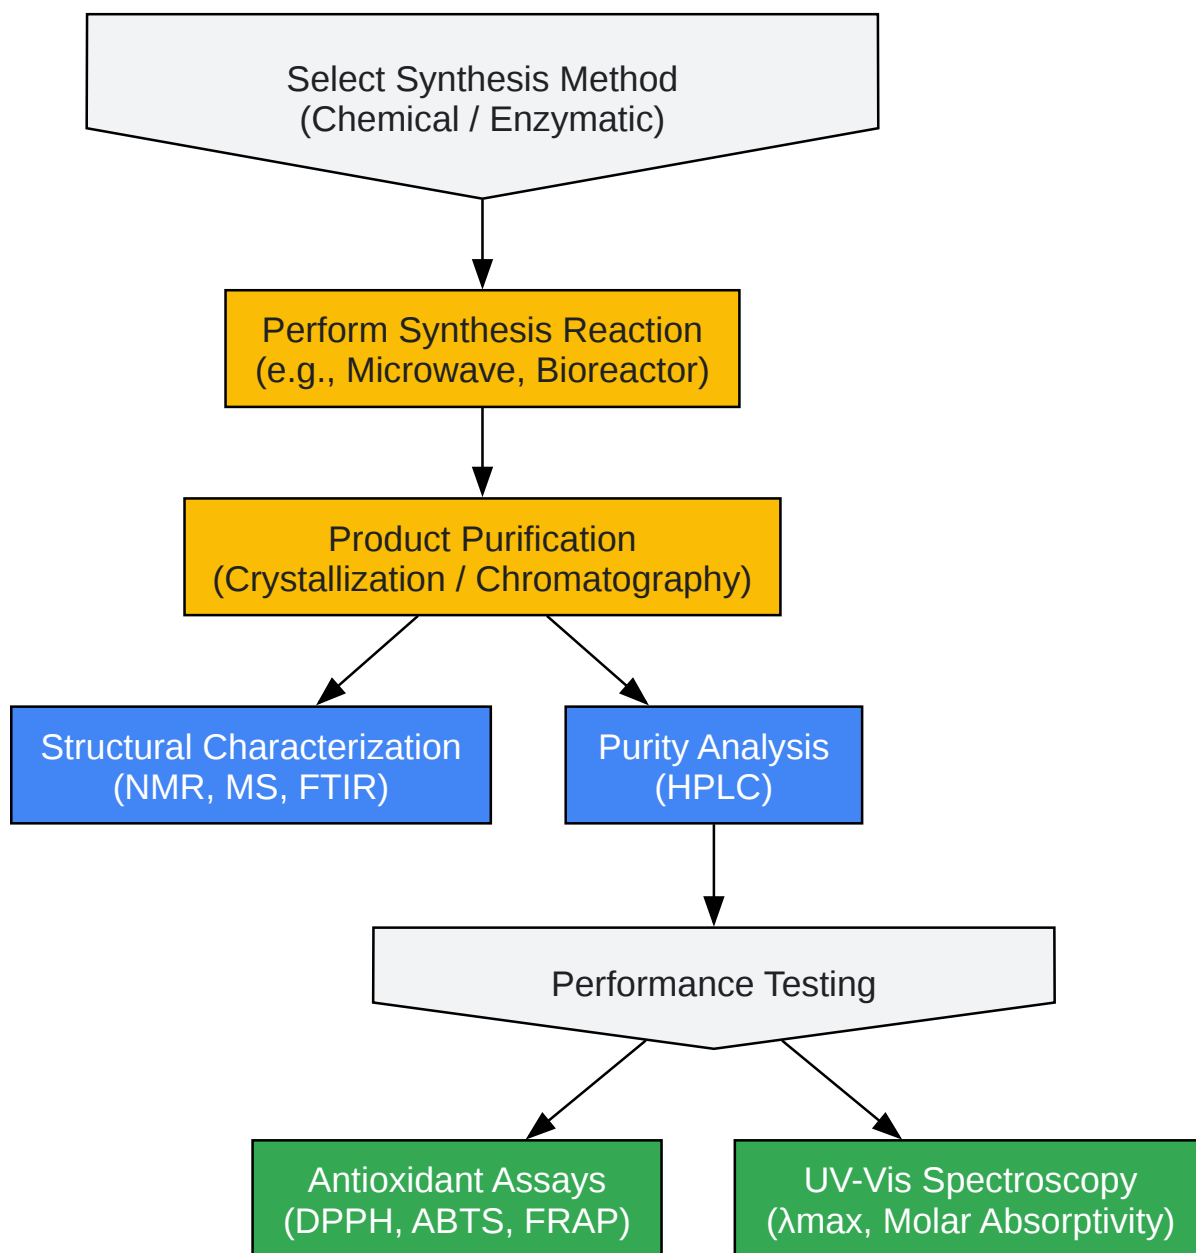 Select Synthesis Method
(Chemical / Enzymatic)
Perform Synthesis Reaction
(e.g., Microwave, Bioreactor)
Product Purification
(Crystallization / Chromatography)
Structural Characterization
(NMR, MS, FTIR)
Purity Analysis
(HPLC)
Performance Testing
Antioxidant Assays
(DPPH, ABTS, FRAP)
UV-Vis Spectroscopy
(λmax, Molar Absorptivity)